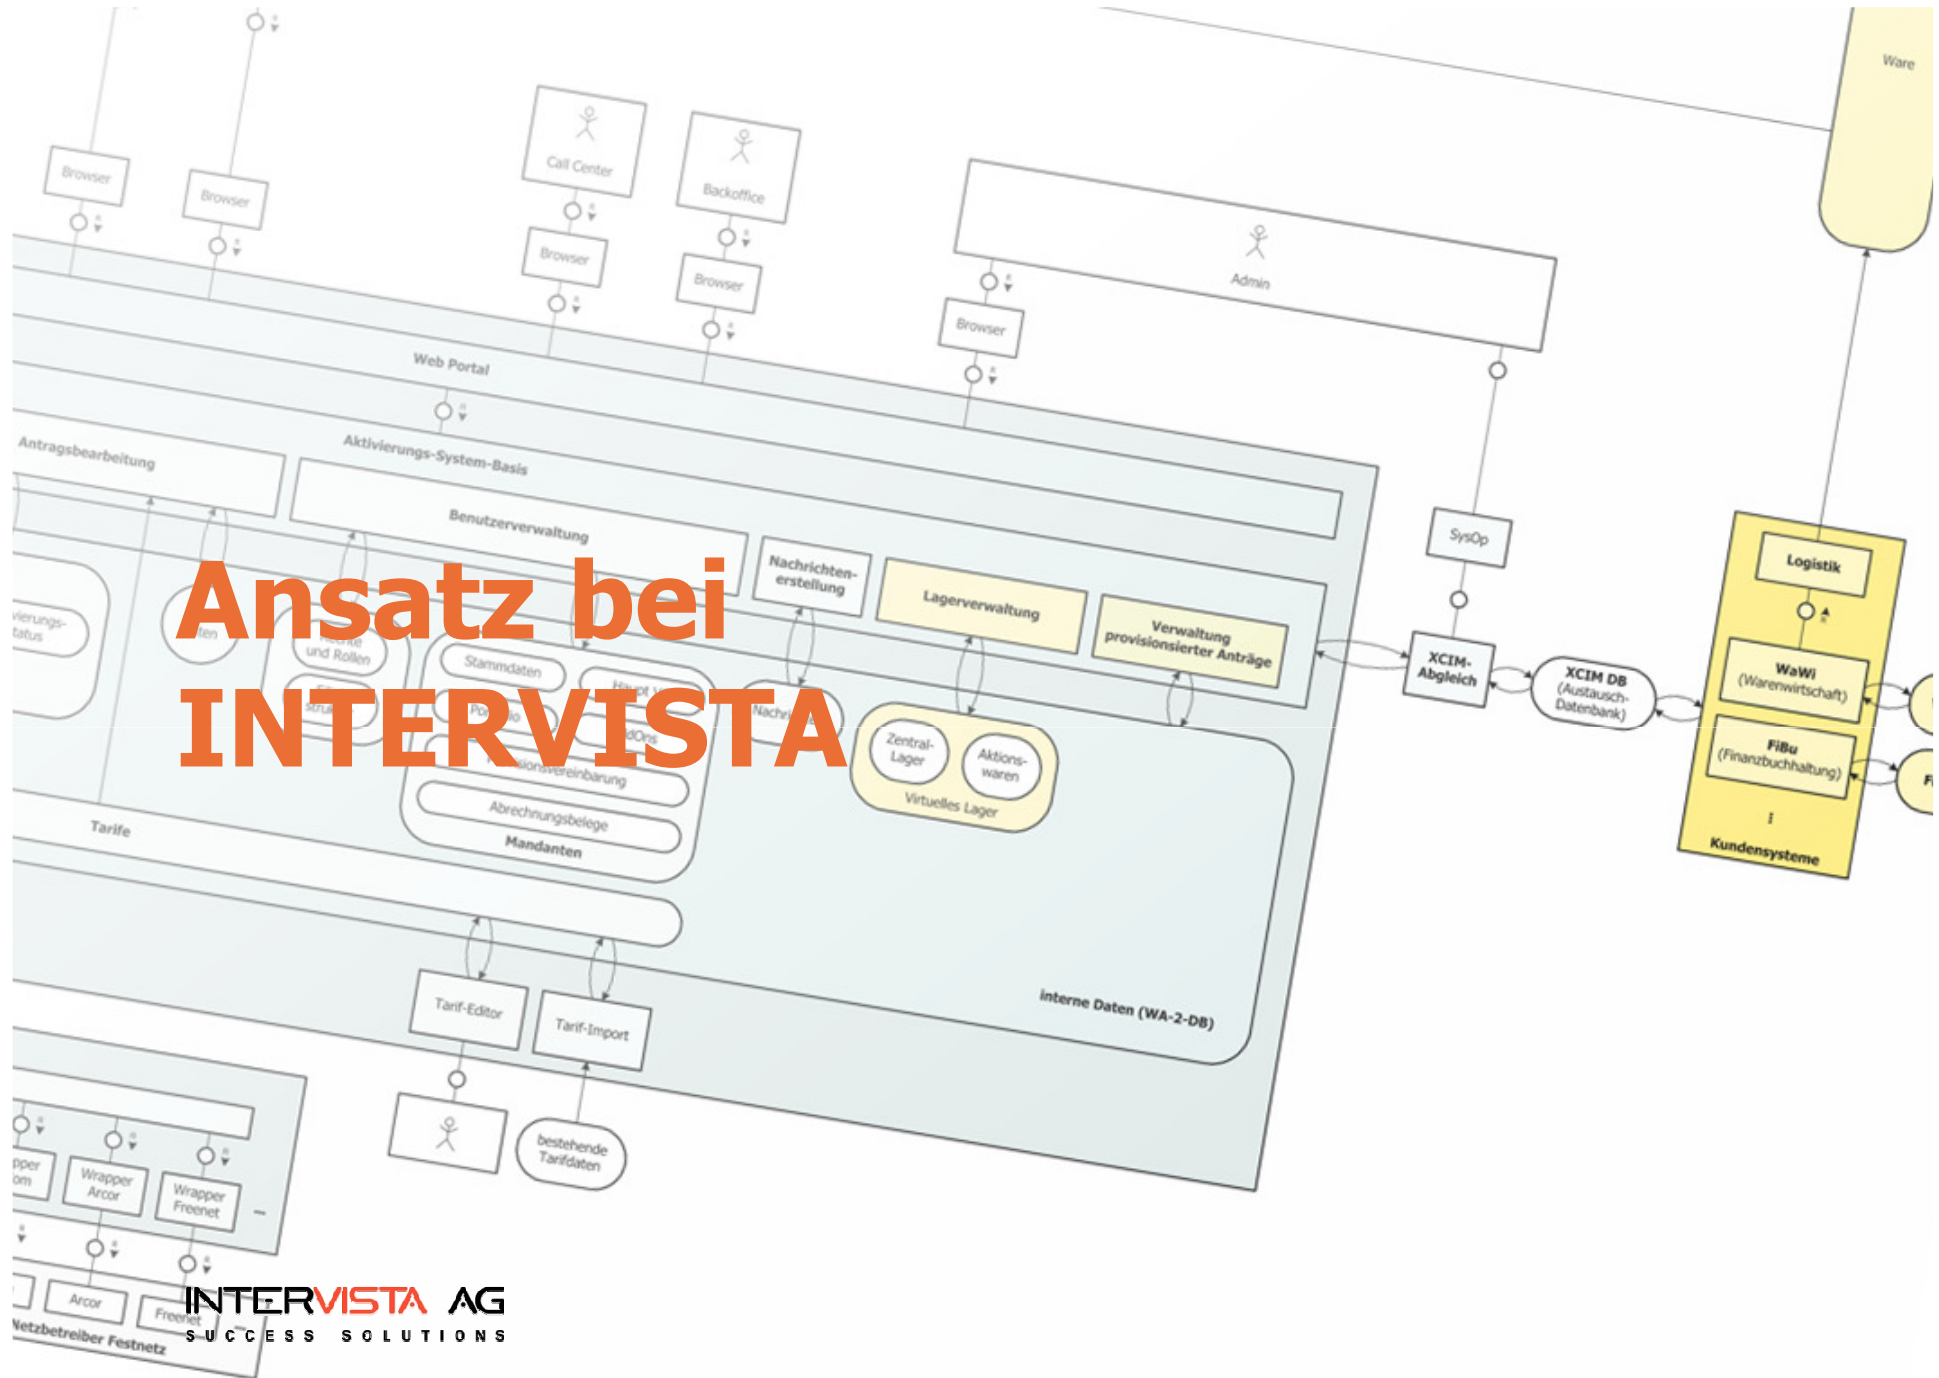 Ware
Call Center
Backoffice
Browser
Browser
Browser
Browser
Admin
Browser
Web Portal
Aktivierungs-System-Basis
Antragsbearbeitung
Benutzerverwaltung
Nachrichten-
erstellung
Lagerverwaltung
Verwaltung
provisionierter Anträge
SysOp
Logistik
XCIM-
Abgleich
XCIM DB
(Austausch-
Datenbank)
WaWi
(Warenwirtschaft)
FiBu
(Finanzbuchhaltung)
Kundensysteme
Ansatz bei
INTERVISTA
und Rollen
Stammdaten
Zentral-
Lager
Aktions-
waren
Virtuelles Lager
Abrechnungsbelege
Mandanten
Tarife
interne Daten (WA-2-DB)
Tarif-Editor
Tarif-Import
bestehende
Tarifdaten
Wrapper
Arcor
Wrapper
Freenet
Arcor
Freenet
Netzbetreiber Festnetz
INTERVISTA AG
SUCCESS SOLUTIONS